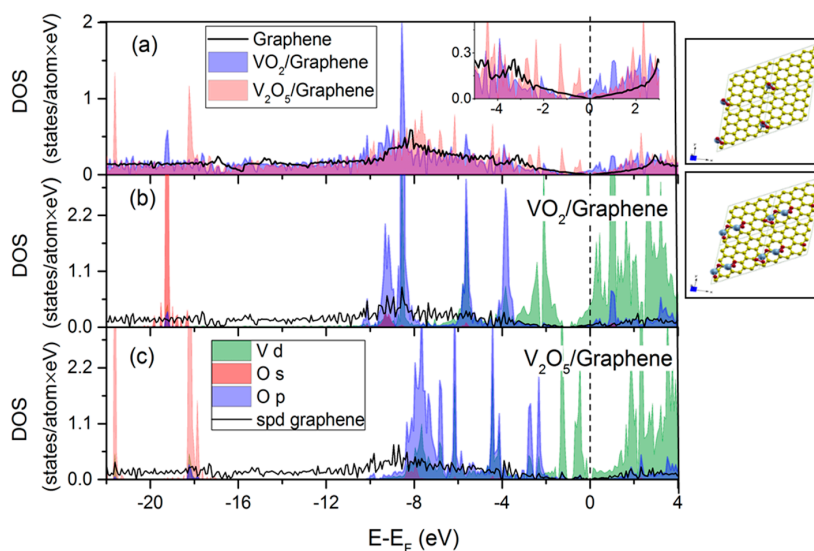 2
(a)
Graphene
VO₂/Graphene
V₂O₅/Graphene
0.3
0.0
-4 -2 0 2
DOS
(states/atom×eV)
1
0
(b)
VO₂/Graphene
DOS
(states/atom×eV)
2.2
1.1
0.0
(c)
V d
O s
O p
spd graphene
V₂O₅/Graphene
DOS
(states/atom×eV)
2.2
1.1
0.0
-20 -16 -12 -8 -4 0 4
E-E_F (eV)